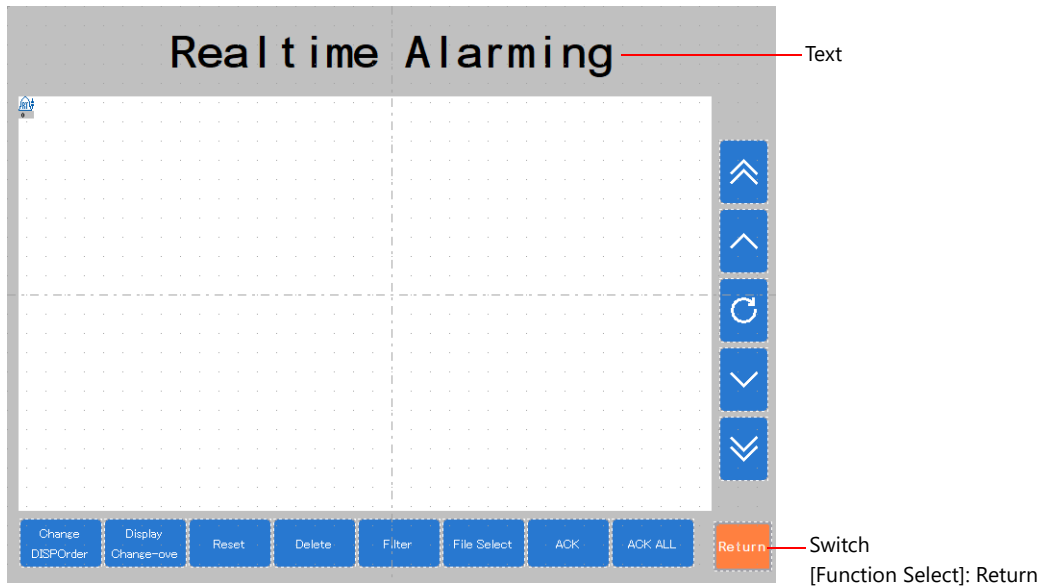 Realtime Alarming
Text
0
Change
DISPOrder
Display
Change-ove
Reset
Delete
Filter
File Select
ACK
ACK ALL
Return
Switch
[Function Select]: Return